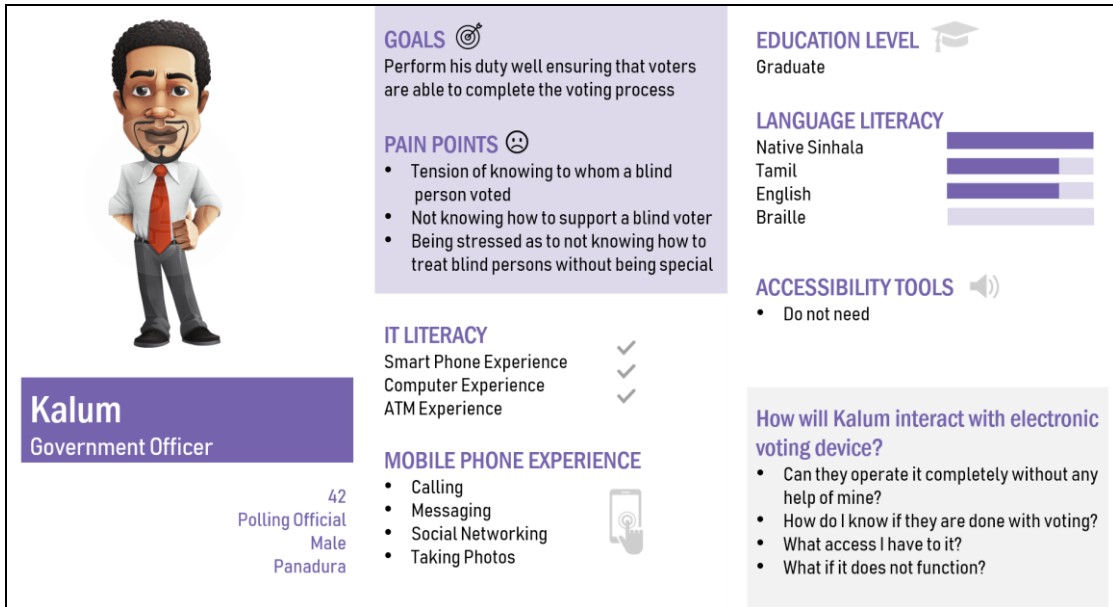 Kalum
Government Officer
42
Polling Official
Male
Panadura
GOALS
Perform his duty well ensuring that voters
are able to complete the voting process
PAIN POINTS
• Tension of knowing to whom a blind
person voted
• Not knowing how to support a blind voter
• Being stressed as to not knowing how to
treat blind persons without being special
IT LITERACY
Smart Phone Experience
Computer Experience
ATM Experience
MOBILE PHONE EXPERIENCE
• Calling
• Messaging
• Social Networking
• Taking Photos
EDUCATION LEVEL
Graduate
LANGUAGE LITERACY
Native Sinhala
Tamil
English
Braille
ACCESSIBILITY TOOLS
• Do not need
How will Kalum interact with electronic
voting device?
• Can they operate it completely without any
help of mine?
• How do I know if they are done with voting?
• What access I have to it?
• What if it does not function?